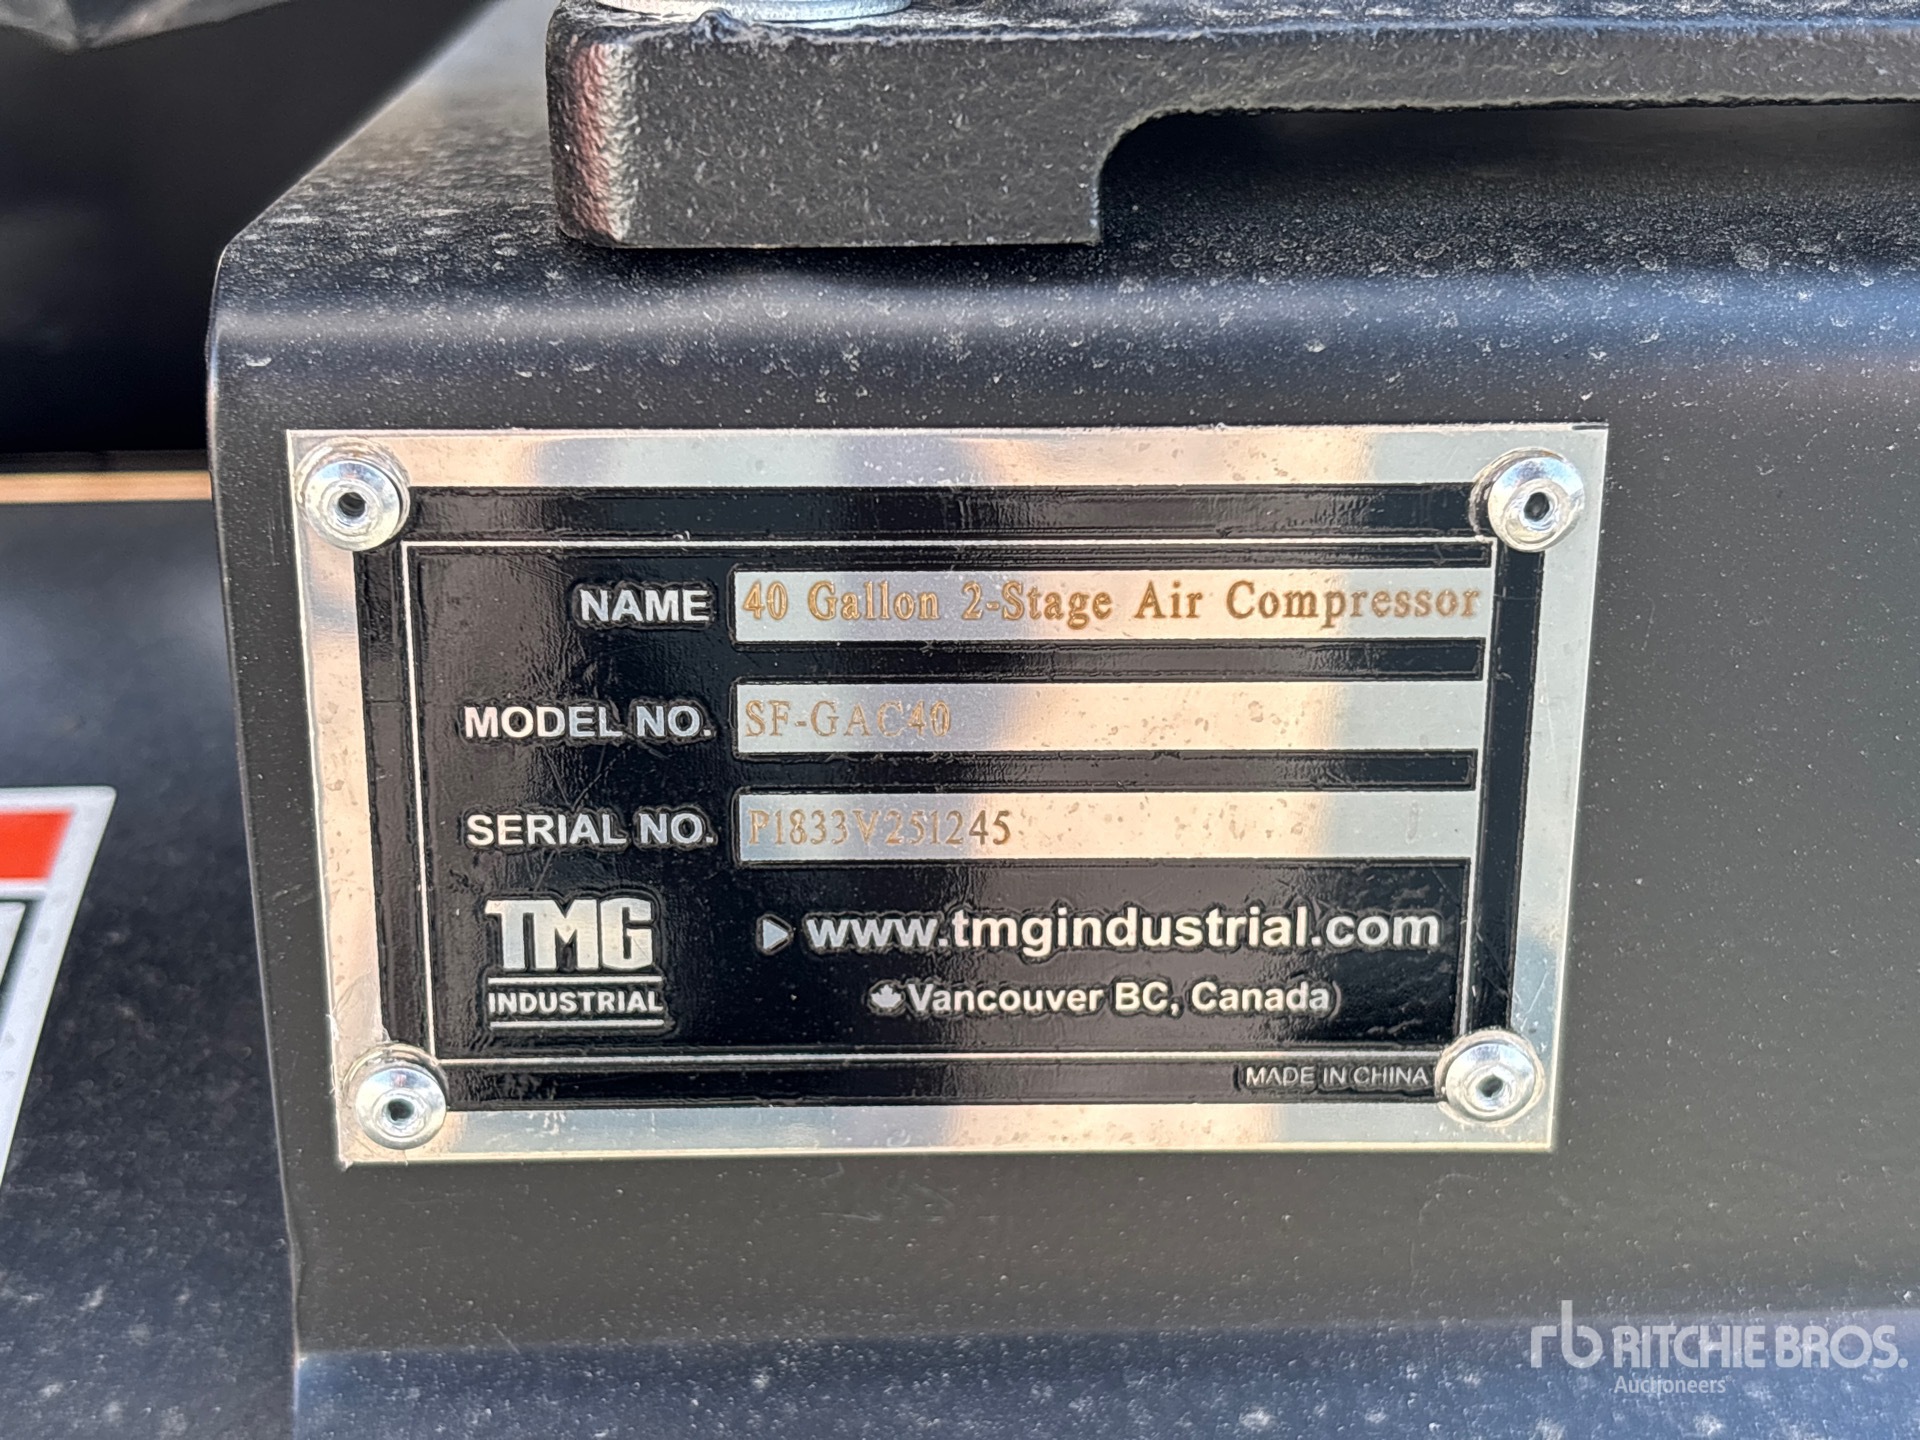 NAME 40 Gallon 2-Stage Air Compressor
MODEL NO. SF-GAC40
SERIAL NO. P1833V251245
TMG
INDUSTRIAL
www.tmgindustrial.com
Vancouver BC, Canada
MADE IN CHINA
rb RITCHIE BROS.
Auctioneers